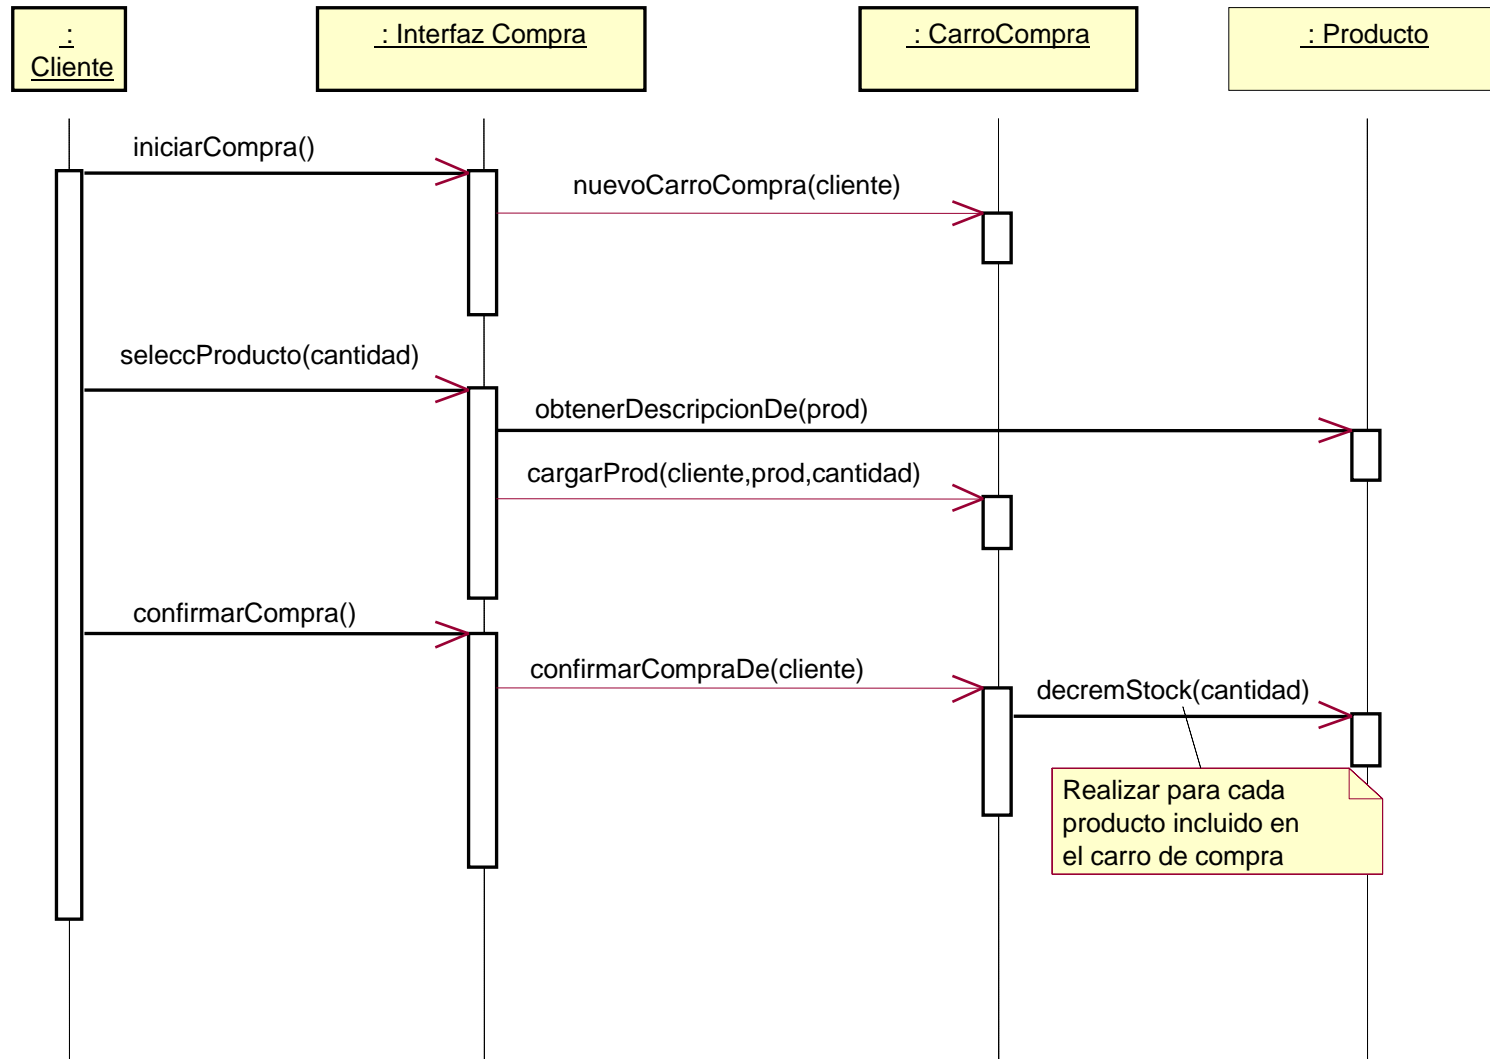 :
Cliente
: Interfaz Compra
: CarroCompra
: Producto
iniciarCompra()
nuevoCarroCompra(cliente)
seleccProducto(cantidad)
obtenerDescripcionDe(prod)
cargarProd(cliente,prod,cantidad)
confirmarCompra()
confirmarCompraDe(cliente)
decremStock(cantidad)
Realizar para cada
producto incluido en
el carro de compra